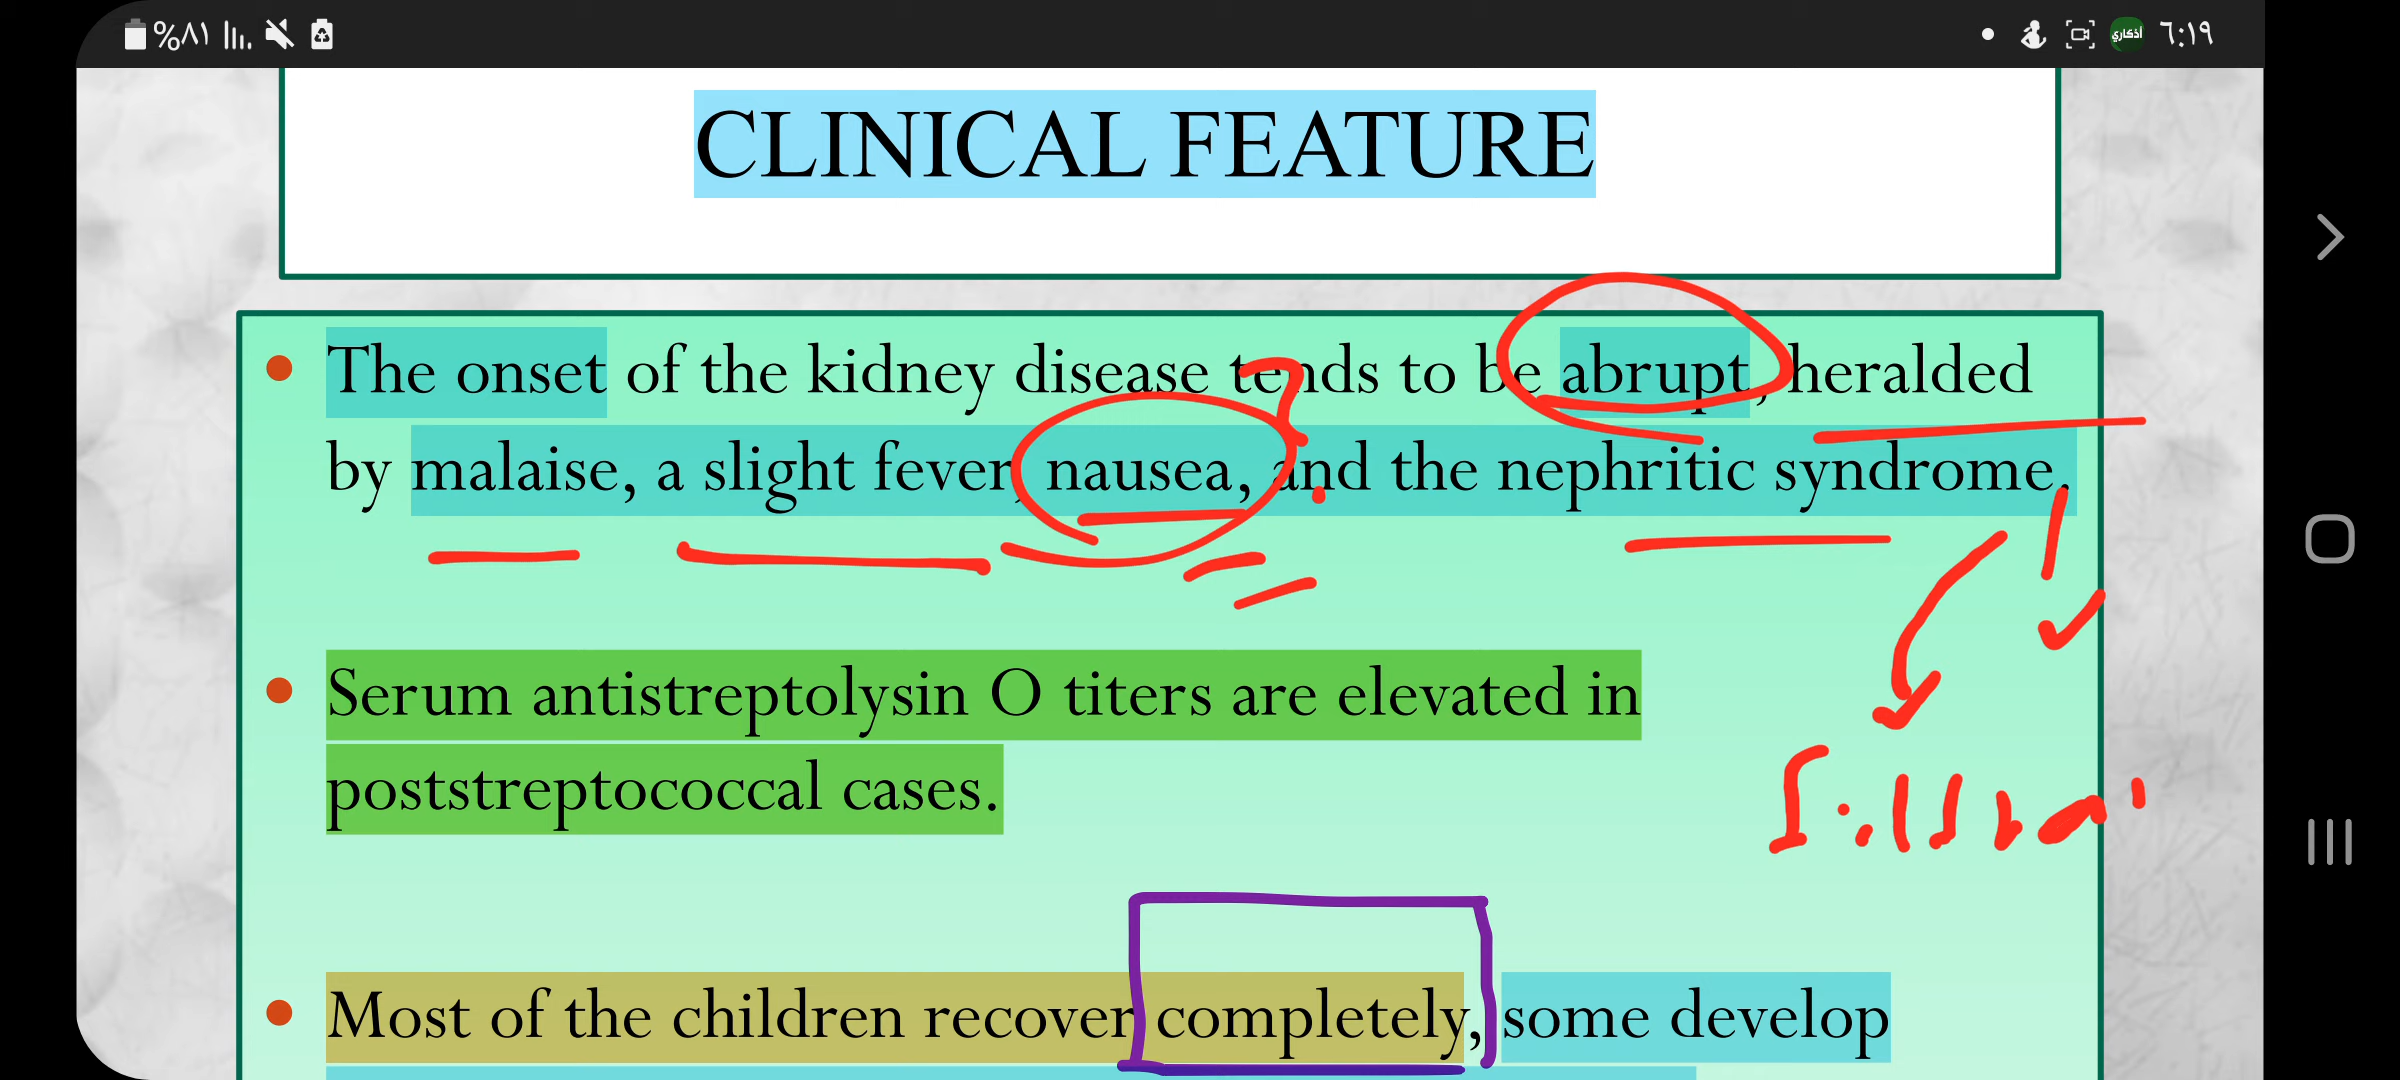 %٨١
أذكاري
٦:١٩
CLINICAL FEATURE
The onset of the kidney disease tends to be abrupt, heralded
by malaise, a slight fever, nausea, and the nephritic syndrome.
Serum antistreptolysin O titers are elevated in
poststreptococcal cases.
Most of the children recover completely, some develop